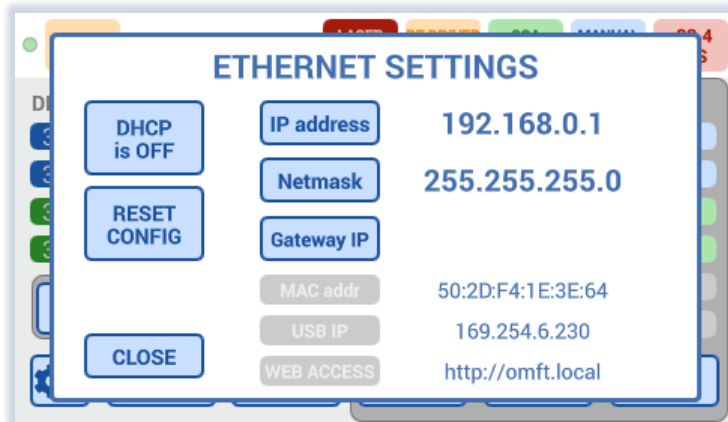 ETHERNET SETTINGS
DHCP
is OFF
IP address 192.168.0.1
Netmask 255.255.255.0
RESET
CONFIG
Gateway IP
MAC addr 50:2D:F4:1E:3E:64
USB IP 169.254.6.230
CLOSE
WEB ACCESS http://omft.local